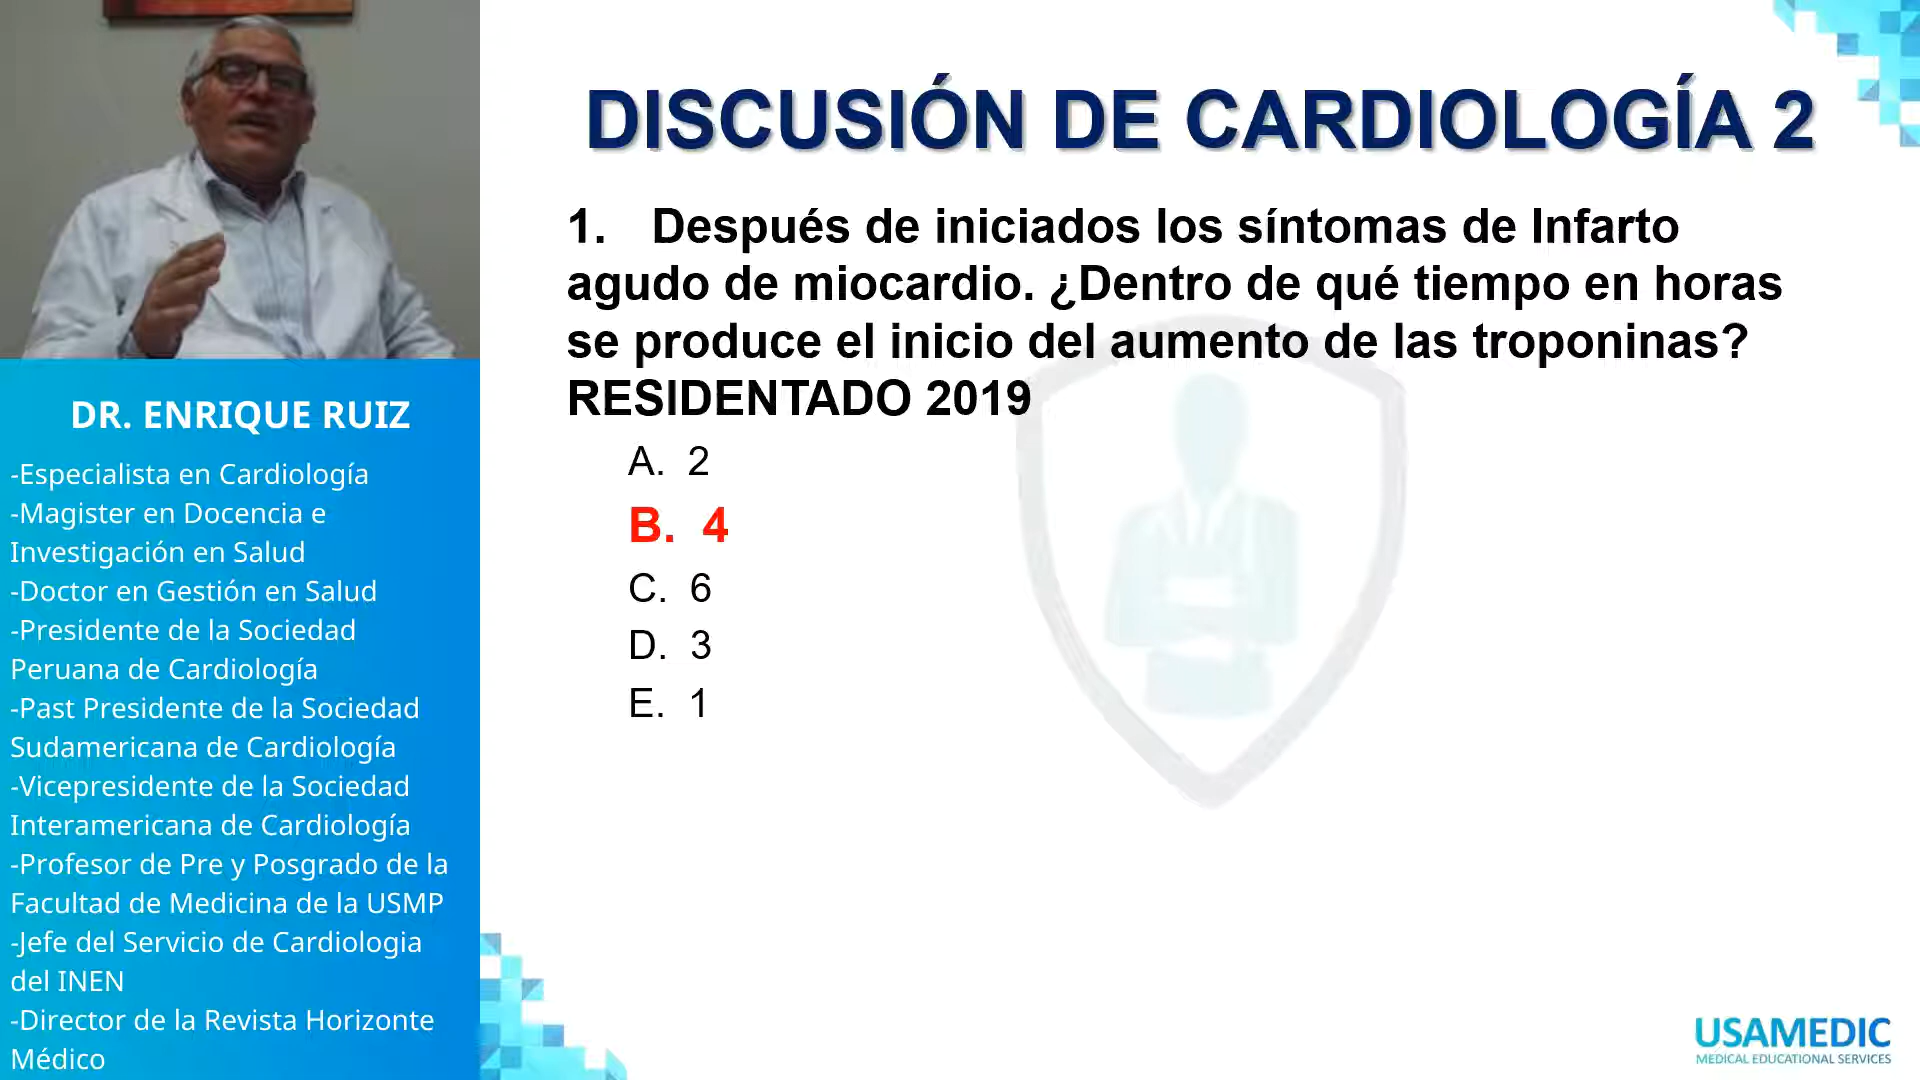 DR. ENRIQUE RUIZ
-Especialista en Cardiología
-Magister en Docencia e
Investigación en Salud
-Doctor en Gestión en Salud
-Presidente de la Sociedad
Peruana de Cardiología
-Past Presidente de la Sociedad
Sudamericana de Cardiología
-Vicepresidente de la Sociedad
Interamericana de Cardiología
-Profesor de Pre y Posgrado de la
Facultad de Medicina de la USMP
-Jefe del Servicio de Cardiologia
del INEN
-Director de la Revista Horizonte
Médico
DISCUSIÓN DE CARDIOLOGÍA 2
1. Después de iniciados los síntomas de Infarto
agudo de miocardio. ¿Dentro de qué tiempo en horas
se produce el inicio del aumento de las troponinas?
RESIDENTADO 2019
A. 2
B. 4
C. 6
D. 3
E. 1
USAMEDIC
MEDICAL EDUCATIONAL SERVICES